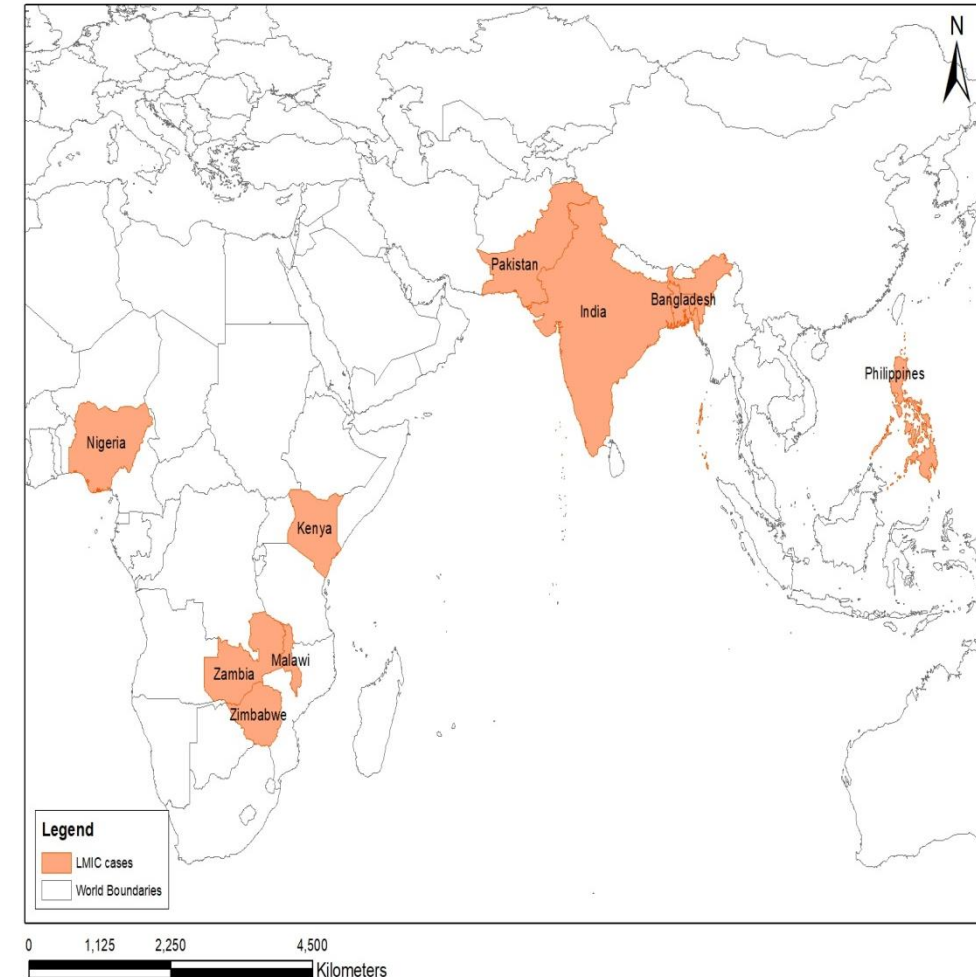 N
Pakistan
India
Bangladesh
Philippines
Nigeria
Kenya
Malawi
Zambia
Zimbabwe
Legend
LMIC cases
World Boundaries
0 1,125 2,250 4,500
Kilometers